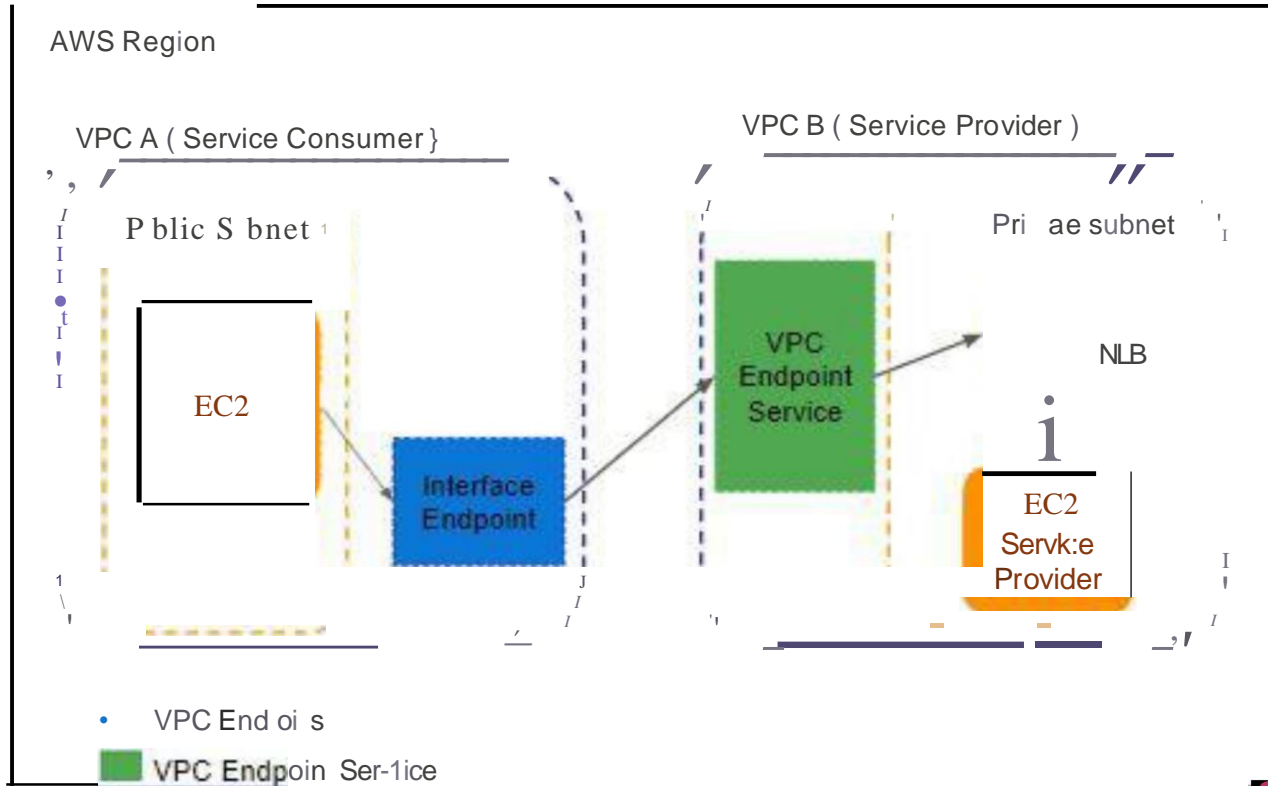 AWS Region
VPC A ( Service Consumer }
VPC B ( Service Provider )
P blic S bnet
Pri ae subnet
EC2
Interface
Endpoint
VPC
Endpoint
Service
NLB
i
EC2
Servk:e
Provider
• VPC End oi s
VPC Endpoin Ser-1ice